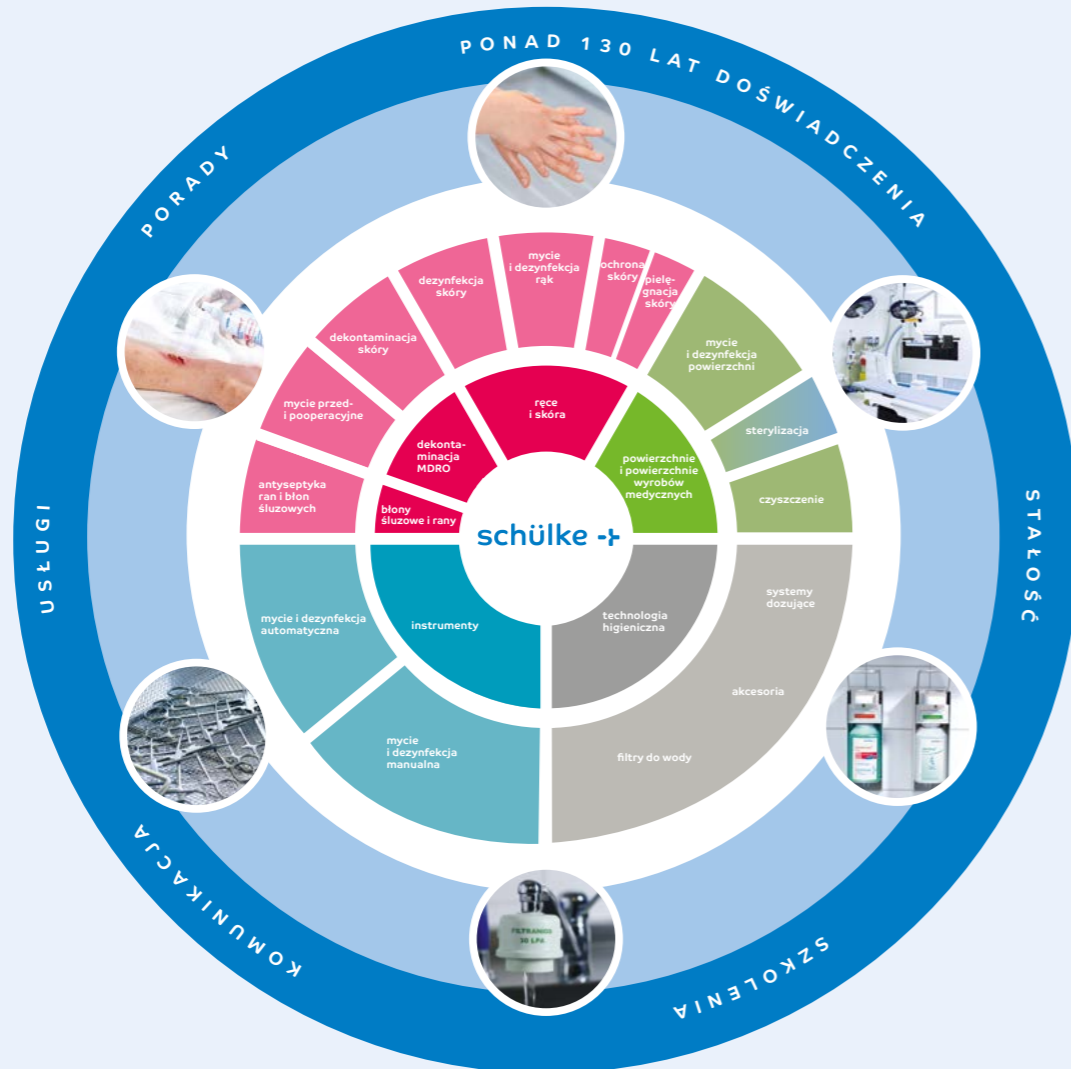 PONAD 130 LAT DOŚWIADCZENIA
STAŁOŚĆ
SZKOLENIA
KOMUNIKACJA
USŁUGI
PORADY
antyseptyka
ran i błon
śluzowych
mycie przed-
i pooperacyjne
dekontaminacja
skóry
dezynfekcja
skóry
mycie
i dezynfekcja
rąk
ochrona
skóry
pielę-
gnacja
skóry
mycie
i dezynfekcja
powierzchni
sterylizacja
czyszczenie
błony
śluzowe i rany
dekonta-
minacja
MDRO
ręce
i skóra
powierzchnie
i powierzchnie
wyrobów
medycznych
schülke +
instrumenty
technologia
higieniczna
mycie i dezynfekcja
automatyczna
mycie
i dezynfekcja
manualna
systemy
dozujące
akcesoria
filtry do wody
FILTRANIOS
30 LPR